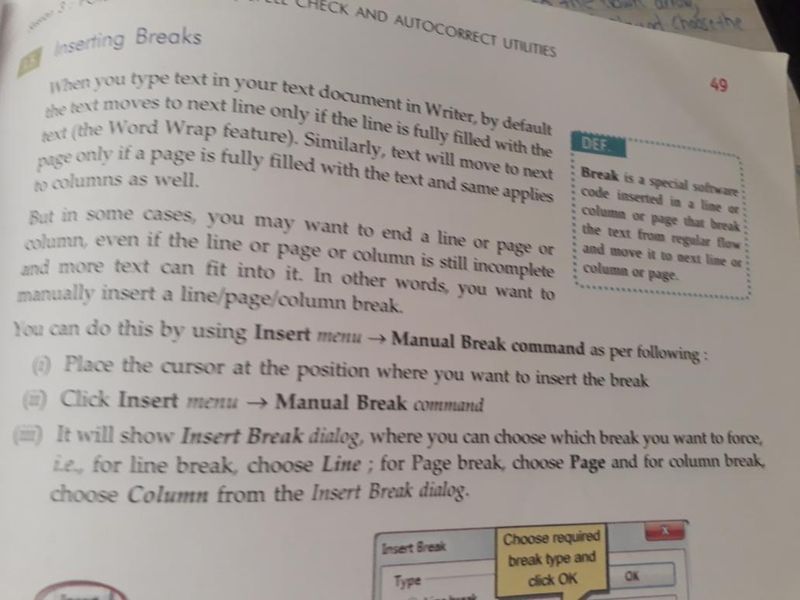 CHECK AND AUTOCORRECT UTILITIES
49
Inserting Breaks
When you type text in your text document in Writer, by default
the text moves to next line only if the line is fully filled with the
text (the Word Wrap feature). Similarly, text will move to next
page only if a page is fully filled with the text and same applies
to columns as well.
But in some cases, you may want to end a line or page or
column, even if the line or page or column is still incomplete
and more text can fit into it. In other words, you want to
manually insert a line/page/column break.
DEF.
Break is a special software
code inserted in a line or
column or page that break
the text from regular flow
and move it to next line or
column or page.
You can do this by using Insert menu → Manual Break command as per following :
(i) Place the cursor at the position where you want to insert the break
(ii) Click Insert menu → Manual Break command
(iii) It will show Insert Break dialog, where you can choose which break you want to force,
i.e., for line break, choose Line ; for Page break, choose Page and for column break,
choose Column from the Insert Break dialog.
Insert Break
Type
Choose required
break type and
click OK
OK